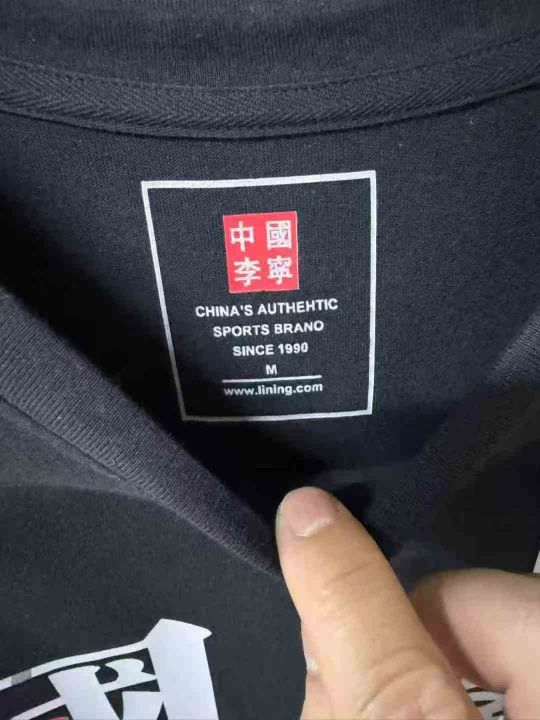 中國
李寧
CHINA'S AUTHEHTIC
SPORTS BRANO
SINCE 1990
M
www.lining.com